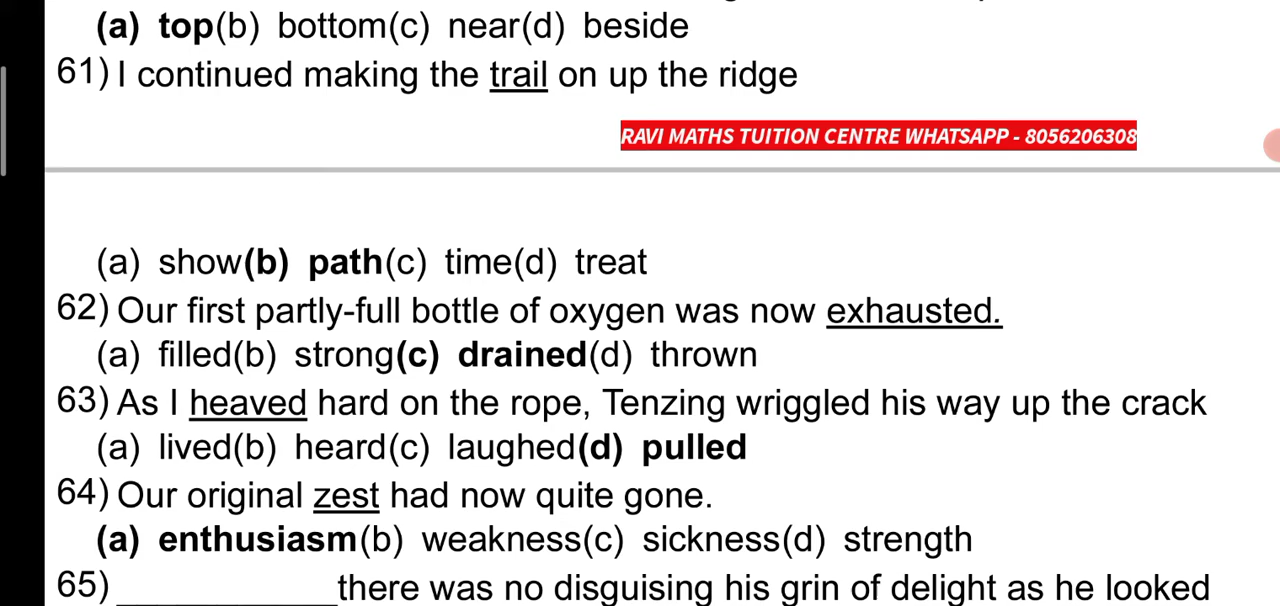 (a) top(b) bottom(c) near(d) beside
61) I continued making the trail on up the ridge
RAVI MATHS TUITION CENTRE WHATSAPP - 8056206308
(a) show(b) path(c) time(d) treat
62) Our first partly-full bottle of oxygen was now exhausted.
(a) filled(b) strong(c) drained(d) thrown
63) As I heaved hard on the rope, Tenzing wriggled his way up the crack
(a) lived(b) heard(c) laughed(d) pulled
64) Our original zest had now quite gone.
(a) enthusiasm(b) weakness(c) sickness(d) strength
65) ___________ there was no disguising his grin of delight as he looked